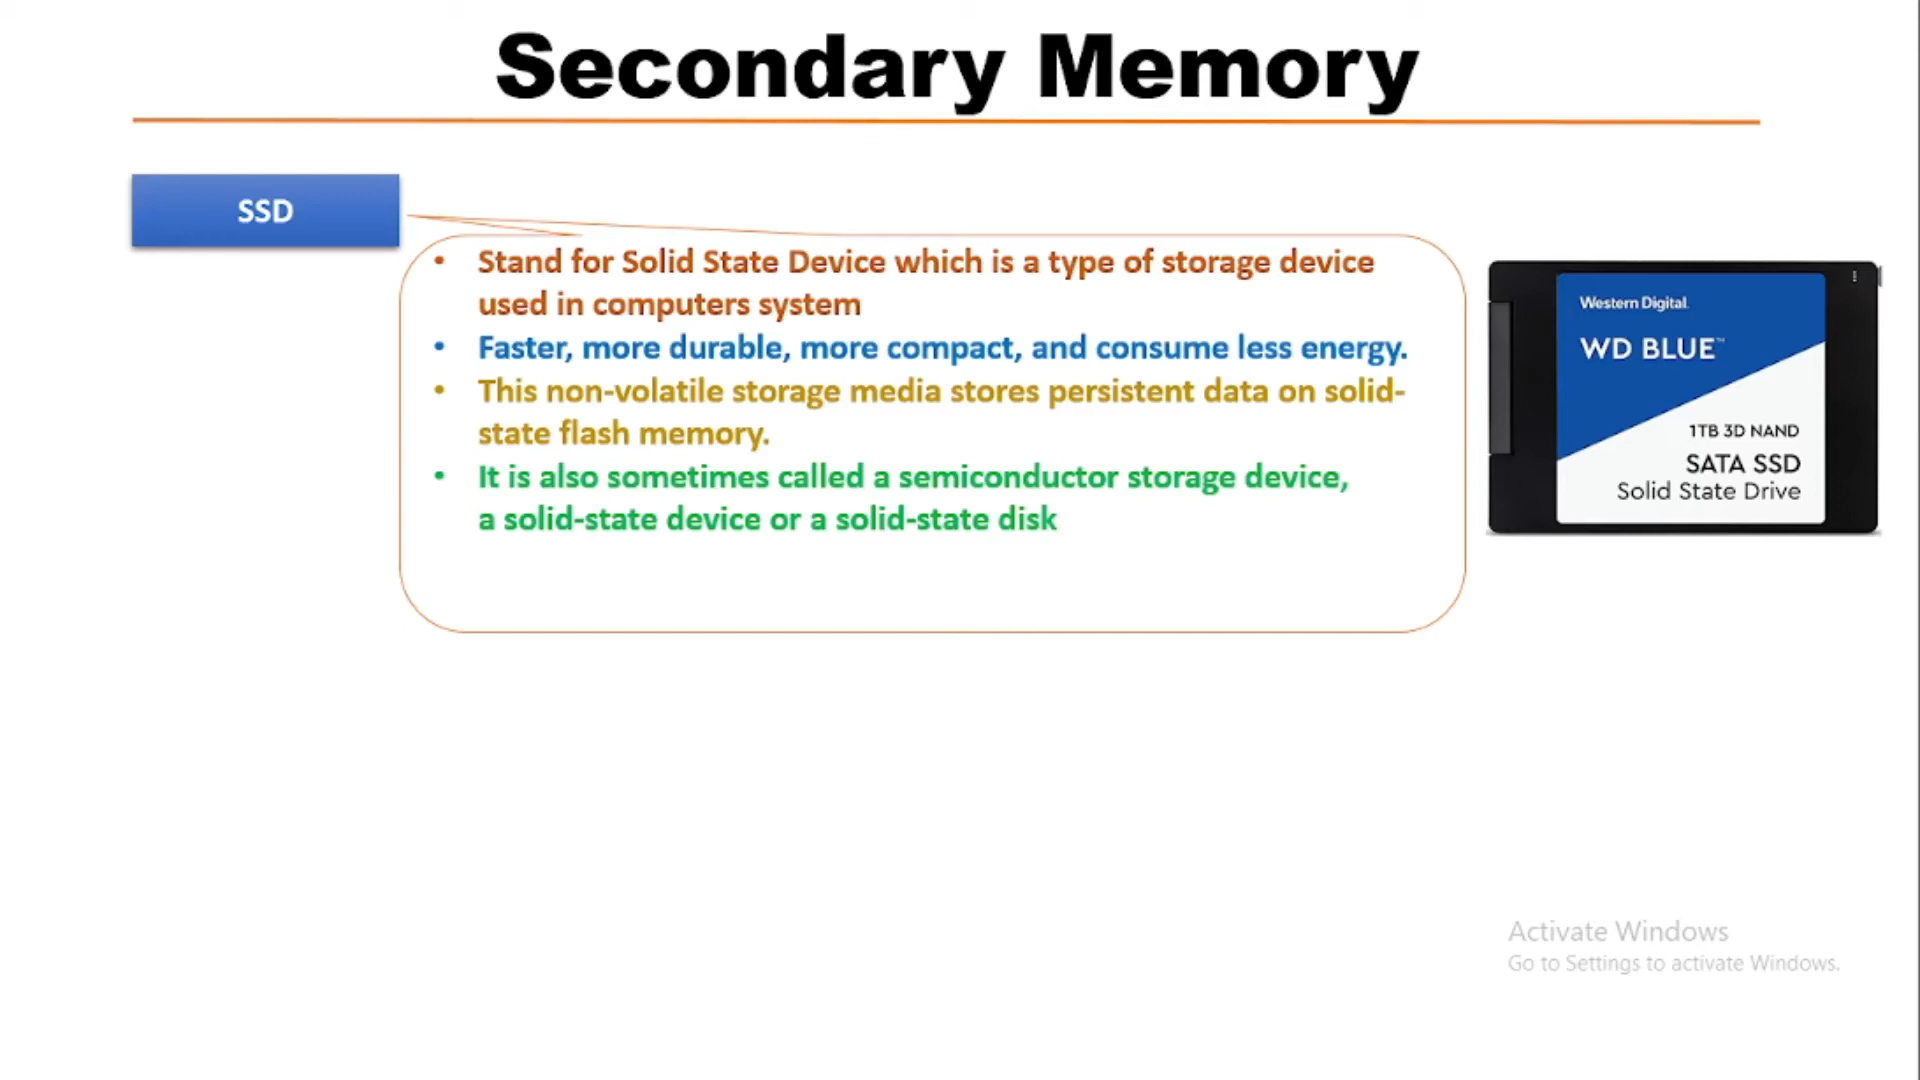 Secondary Memory
SSD
• Stand for Solid State Device which is a type of storage device
used in computers system
• Faster, more durable, more compact, and consume less energy.
• This non-volatile storage media stores persistent data on solid-
state flash memory.
• It is also sometimes called a semiconductor storage device,
a solid-state device or a solid-state disk
Western Digital
WD BLUE™
1TB 3D NAND
SATA SSD
Solid State Drive
Activate Windows
Go to Settings to activate Windows.